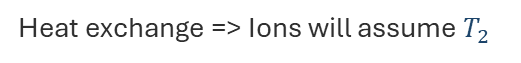 Heat exchange => Ions will assume T₂